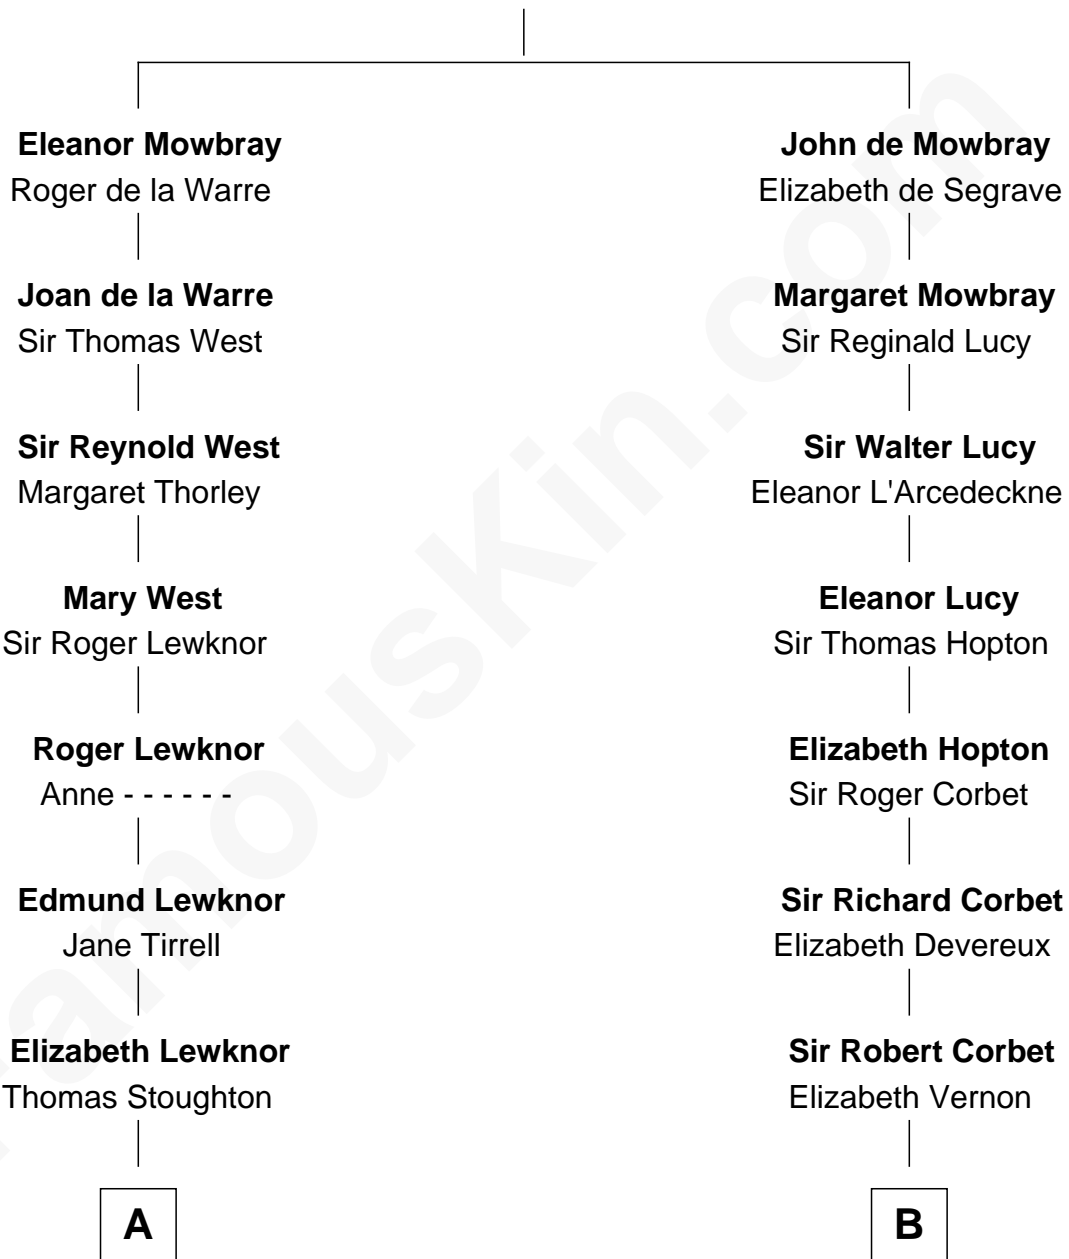 Eleanor Mowbray
Roger de la Warre
Joan de la Warre
Sir Thomas West
Sir Reynold West
Margaret Thorley
Mary West
Sir Roger Lewknor
Roger Lewknor
Anne - - - - - -
Edmund Lewknor
Jane Tirrell
Elizabeth Lewknor
Thomas Stoughton
A
John de Mowbray
Elizabeth de Segrave
Margaret Mowbray
Sir Reginald Lucy
Sir Walter Lucy
Eleanor L'Arcedeckne
Eleanor Lucy
Sir Thomas Hopton
Elizabeth Hopton
Sir Roger Corbet
Sir Richard Corbet
Elizabeth Devereux
Sir Robert Corbet
Elizabeth Vernon
B
FamousKin.com